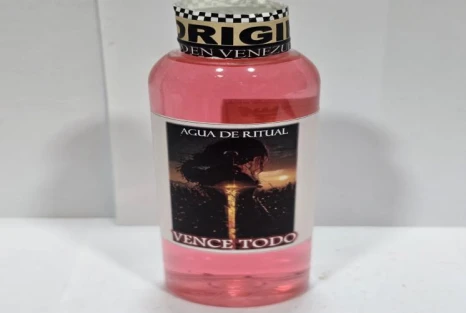 ORIGI
EN VENEZU
AGUA DE RITUAL
VENCE TODO